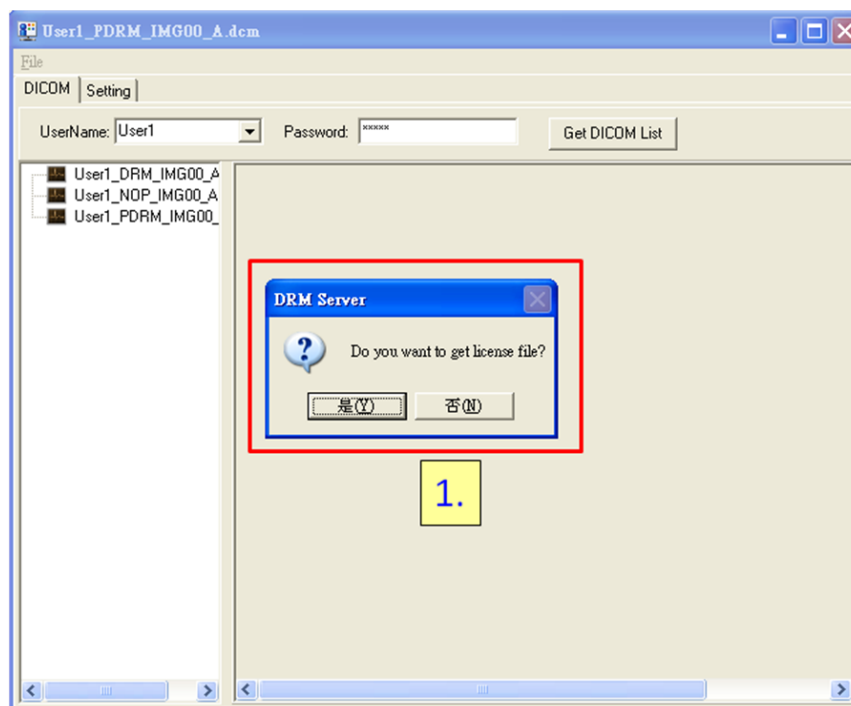 User1_PDRM_IMG00_A.dcm
File
DICOM Setting
UserName: User1 Password: ***** Get DICOM List
User1_DRM_IMG00_A
User1_NOP_IMG00_A
User1_PDRM_IMG00_
DRM Server
Do you want to get license file?
是(Y) 否(N)
1.